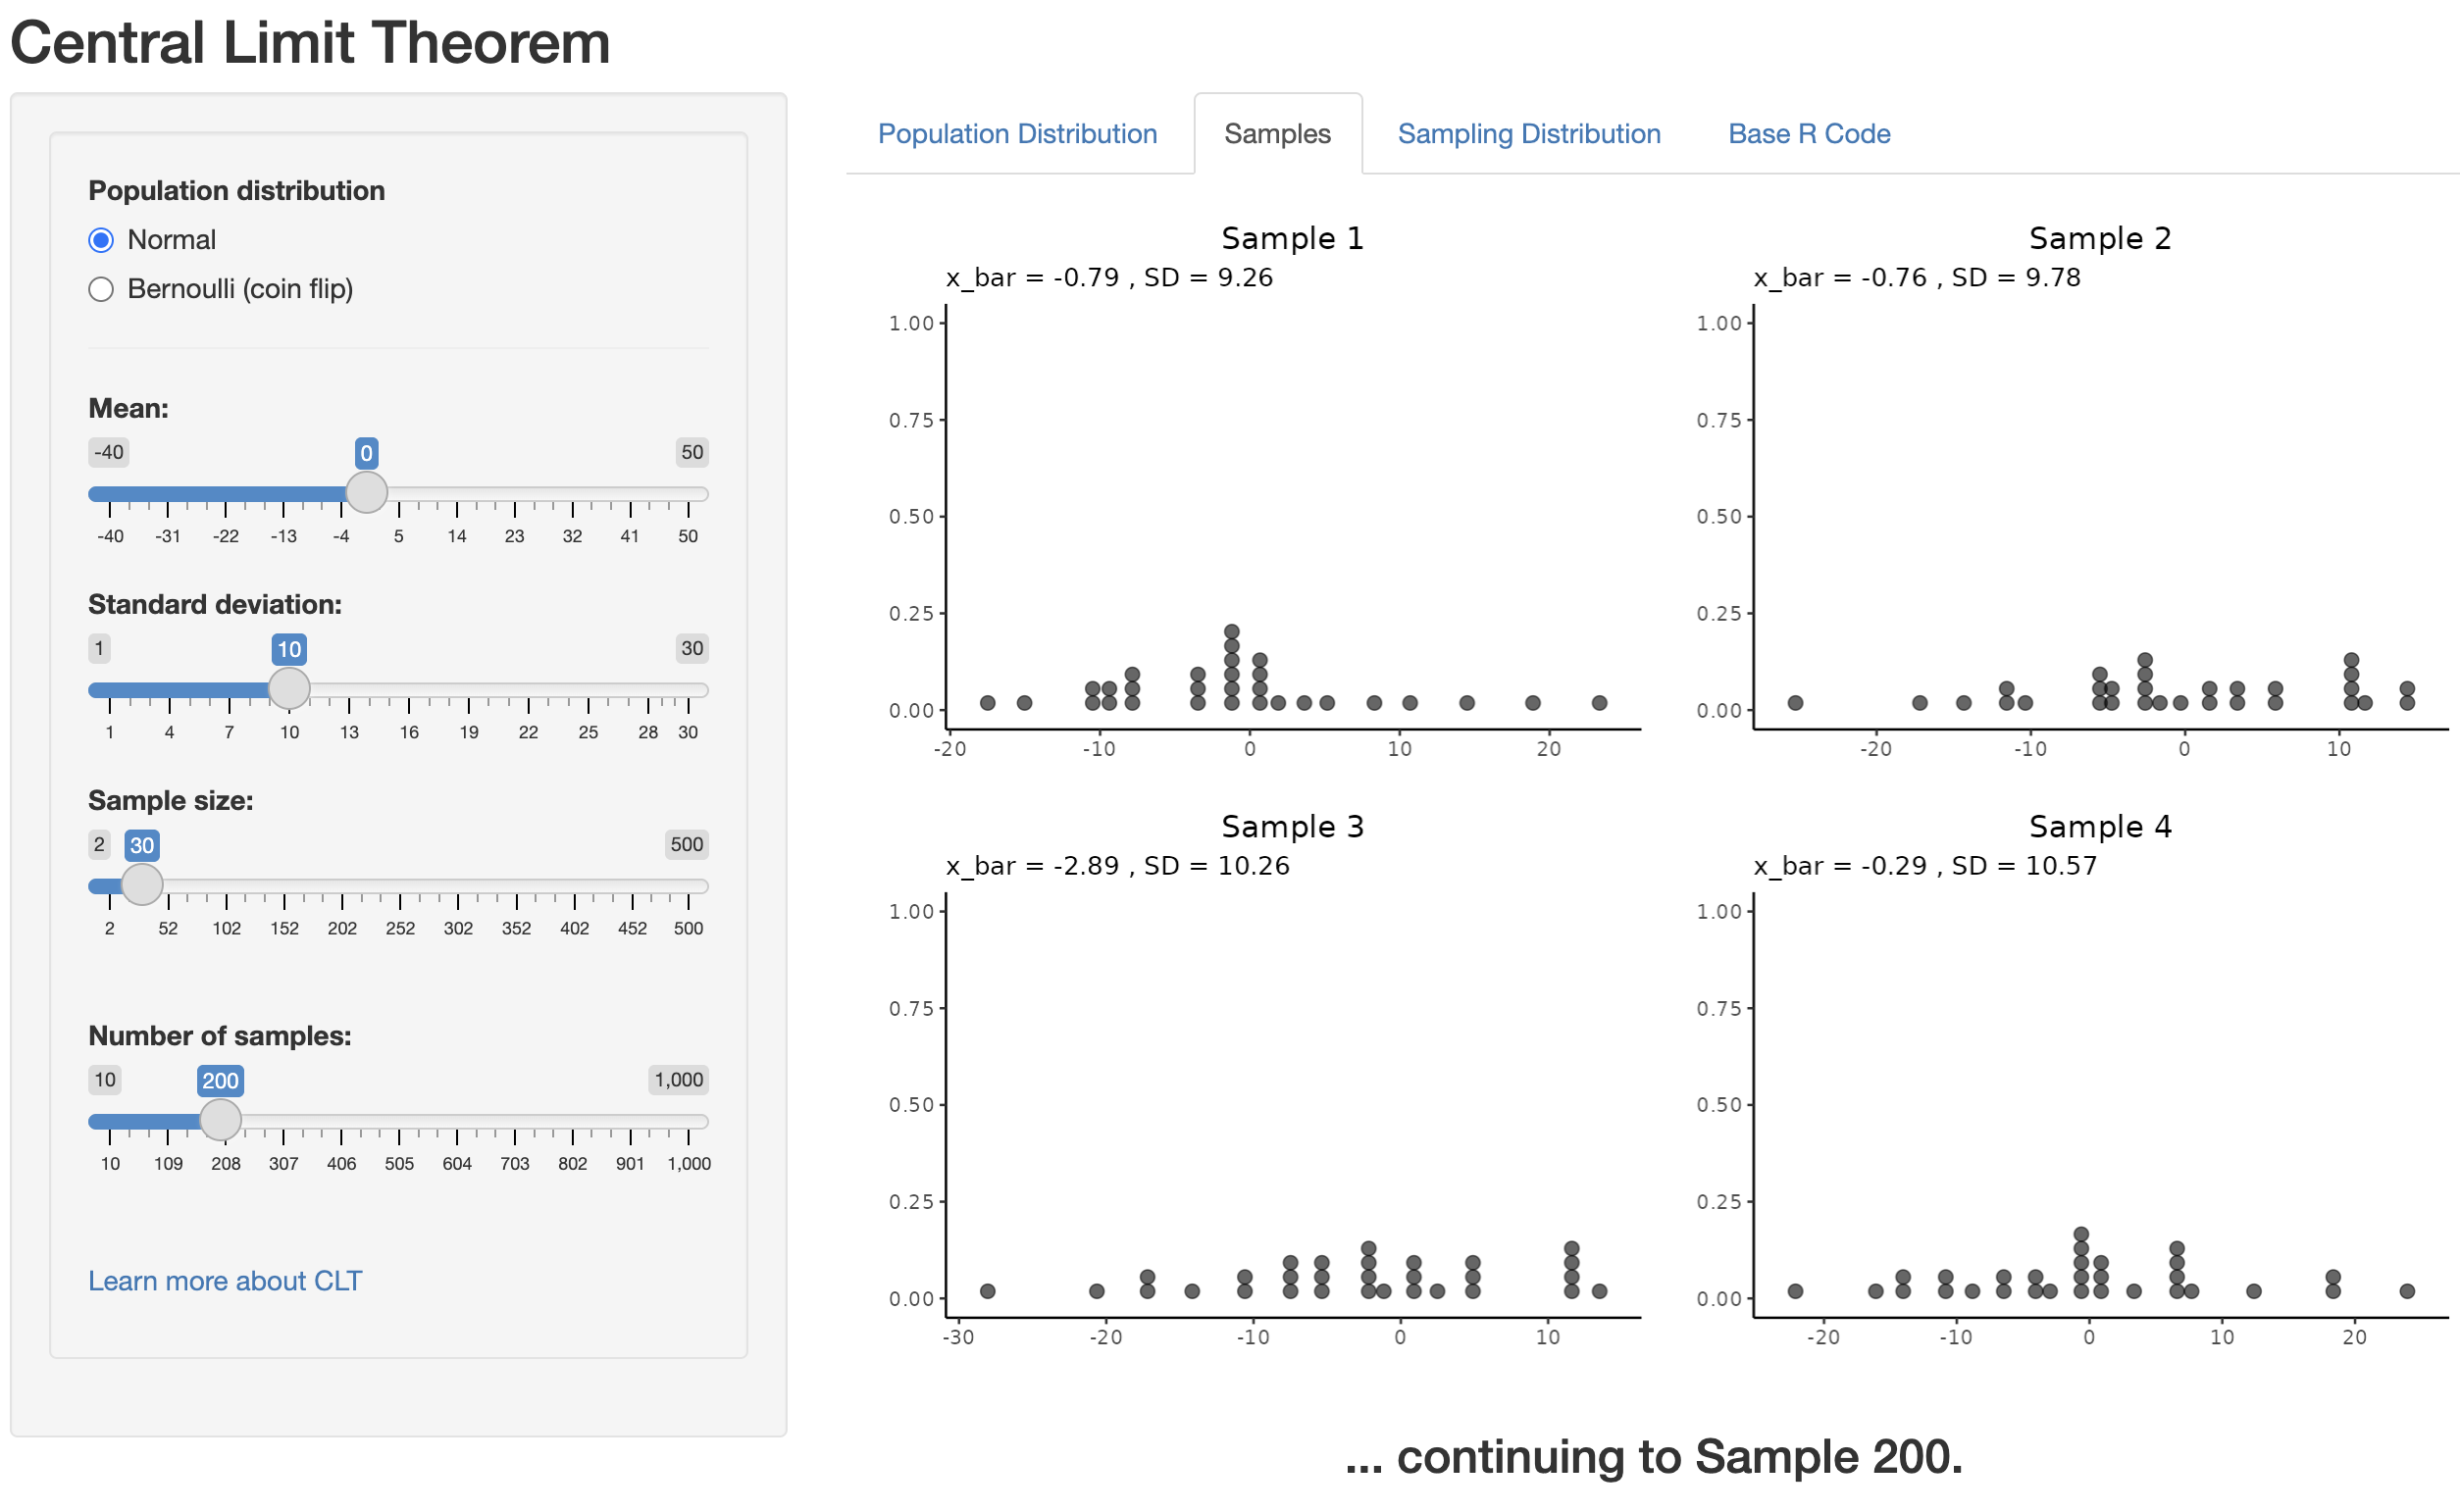 Central Limit Theorem
Population distribution
Normal
Bernoulli (coin flip)
Mean:
-40 0 50
-40 -31 -22 -13 -4 5 14 23 32 41 50
Standard deviation:
1 10 30
1 4 7 10 13 16 19 22 25 28 30
Sample size:
2 30 500
2 52 102 152 202 252 302 352 402 452 500
Number of samples:
10 200 1,000
10 109 208 307 406 505 604 703 802 901 1,000
Learn more about CLT
Population Distribution Samples Sampling Distribution Base R Code
Sample 1
x_bar = -0.79 , SD = 9.26
1.00
0.75
0.50
0.25
0.00
-20 -10 0 10 20
Sample 2
x_bar = -0.76 , SD = 9.78
1.00
0.75
0.50
0.25
0.00
-20 -10 0 10
Sample 3
x_bar = -2.89 , SD = 10.26
1.00
0.75
0.50
0.25
0.00
-30 -20 -10 0 10
Sample 4
x_bar = -0.29 , SD = 10.57
1.00
0.75
0.50
0.25
0.00
-20 -10 0 10 20
... continuing to Sample 200.